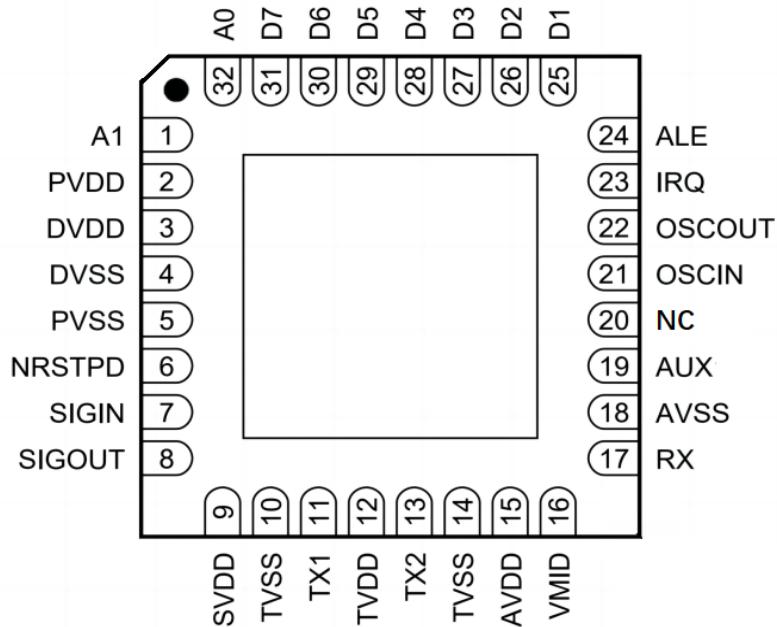 A0 D7 D6 D5 D4 D3 D2 D1
32 31 30 29 28 27 26 25
A1 1 24 ALE
PVDD 2 23 IRQ
DVDD 3 22 OSCOUT
DVSS 4 21 OSCIN
PVSS 5 20 NC
NRSTPD 6 19 AUX
SIGIN 7 18 AVSS
SIGOUT 8 17 RX
9 10 11 12 13 14 15 16
SVDD TVSS TX1 TVDD TX2 TVSS AVDD VMID